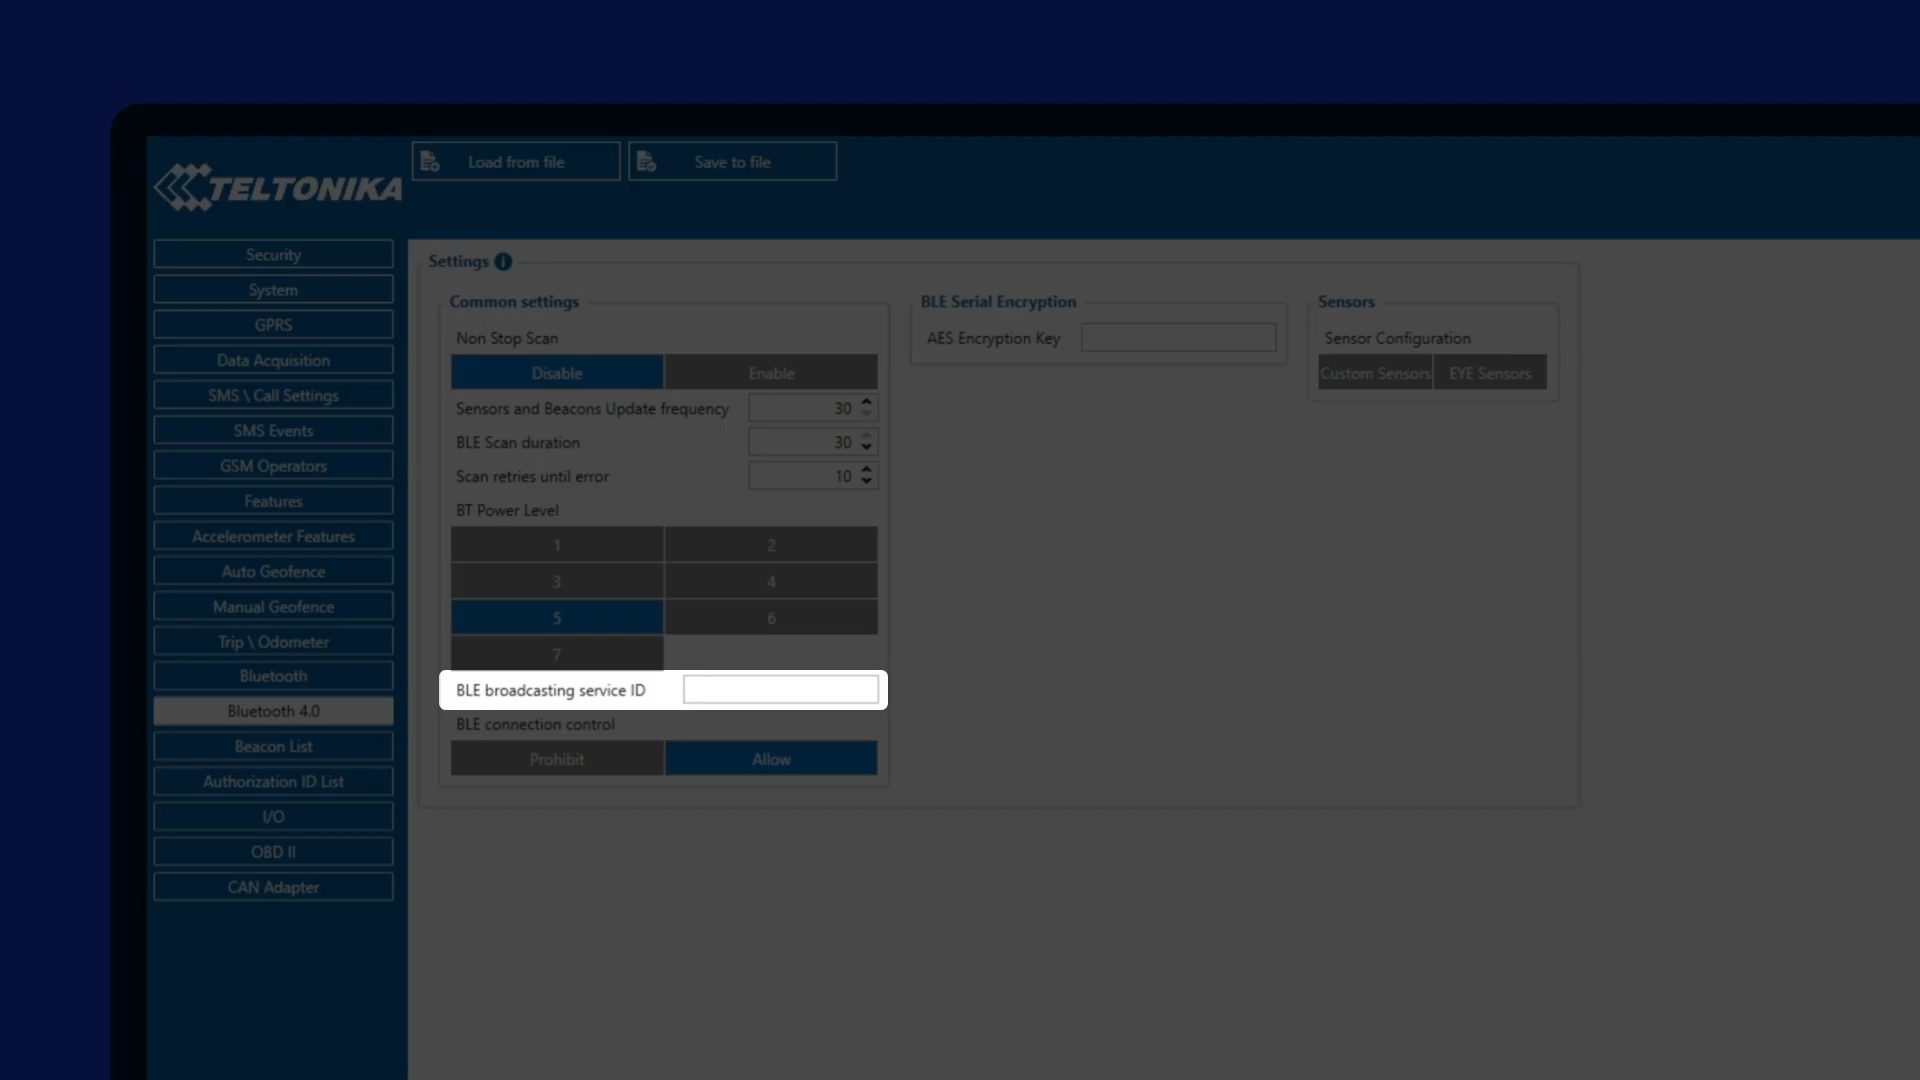 Load from file
Save to file
TELTONIKA
Security
System
GPRS
Data Acquisition
SMS \ Call Settings
SMS Events
GSM Operators
Features
Accelerometer Features
Auto Geofence
Manual Geofence
Trip \ Odometer
Bluetooth
Bluetooth 4.0
Beacon List
Authorization ID List
I/O
OBD II
CAN Adapter
Settings i
Common settings
Non Stop Scan
Disable Enable
Sensors and Beacons Update frequency 30
BLE Scan duration 30
Scan retries until error 10
BT Power Level
1 2
3 4
5 6
7
BLE broadcasting service ID
BLE connection control
Prohibit Allow
BLE Serial Encryption
AES Encryption Key
Sensors
Sensor Configuration
Custom Sensors EYE Sensors